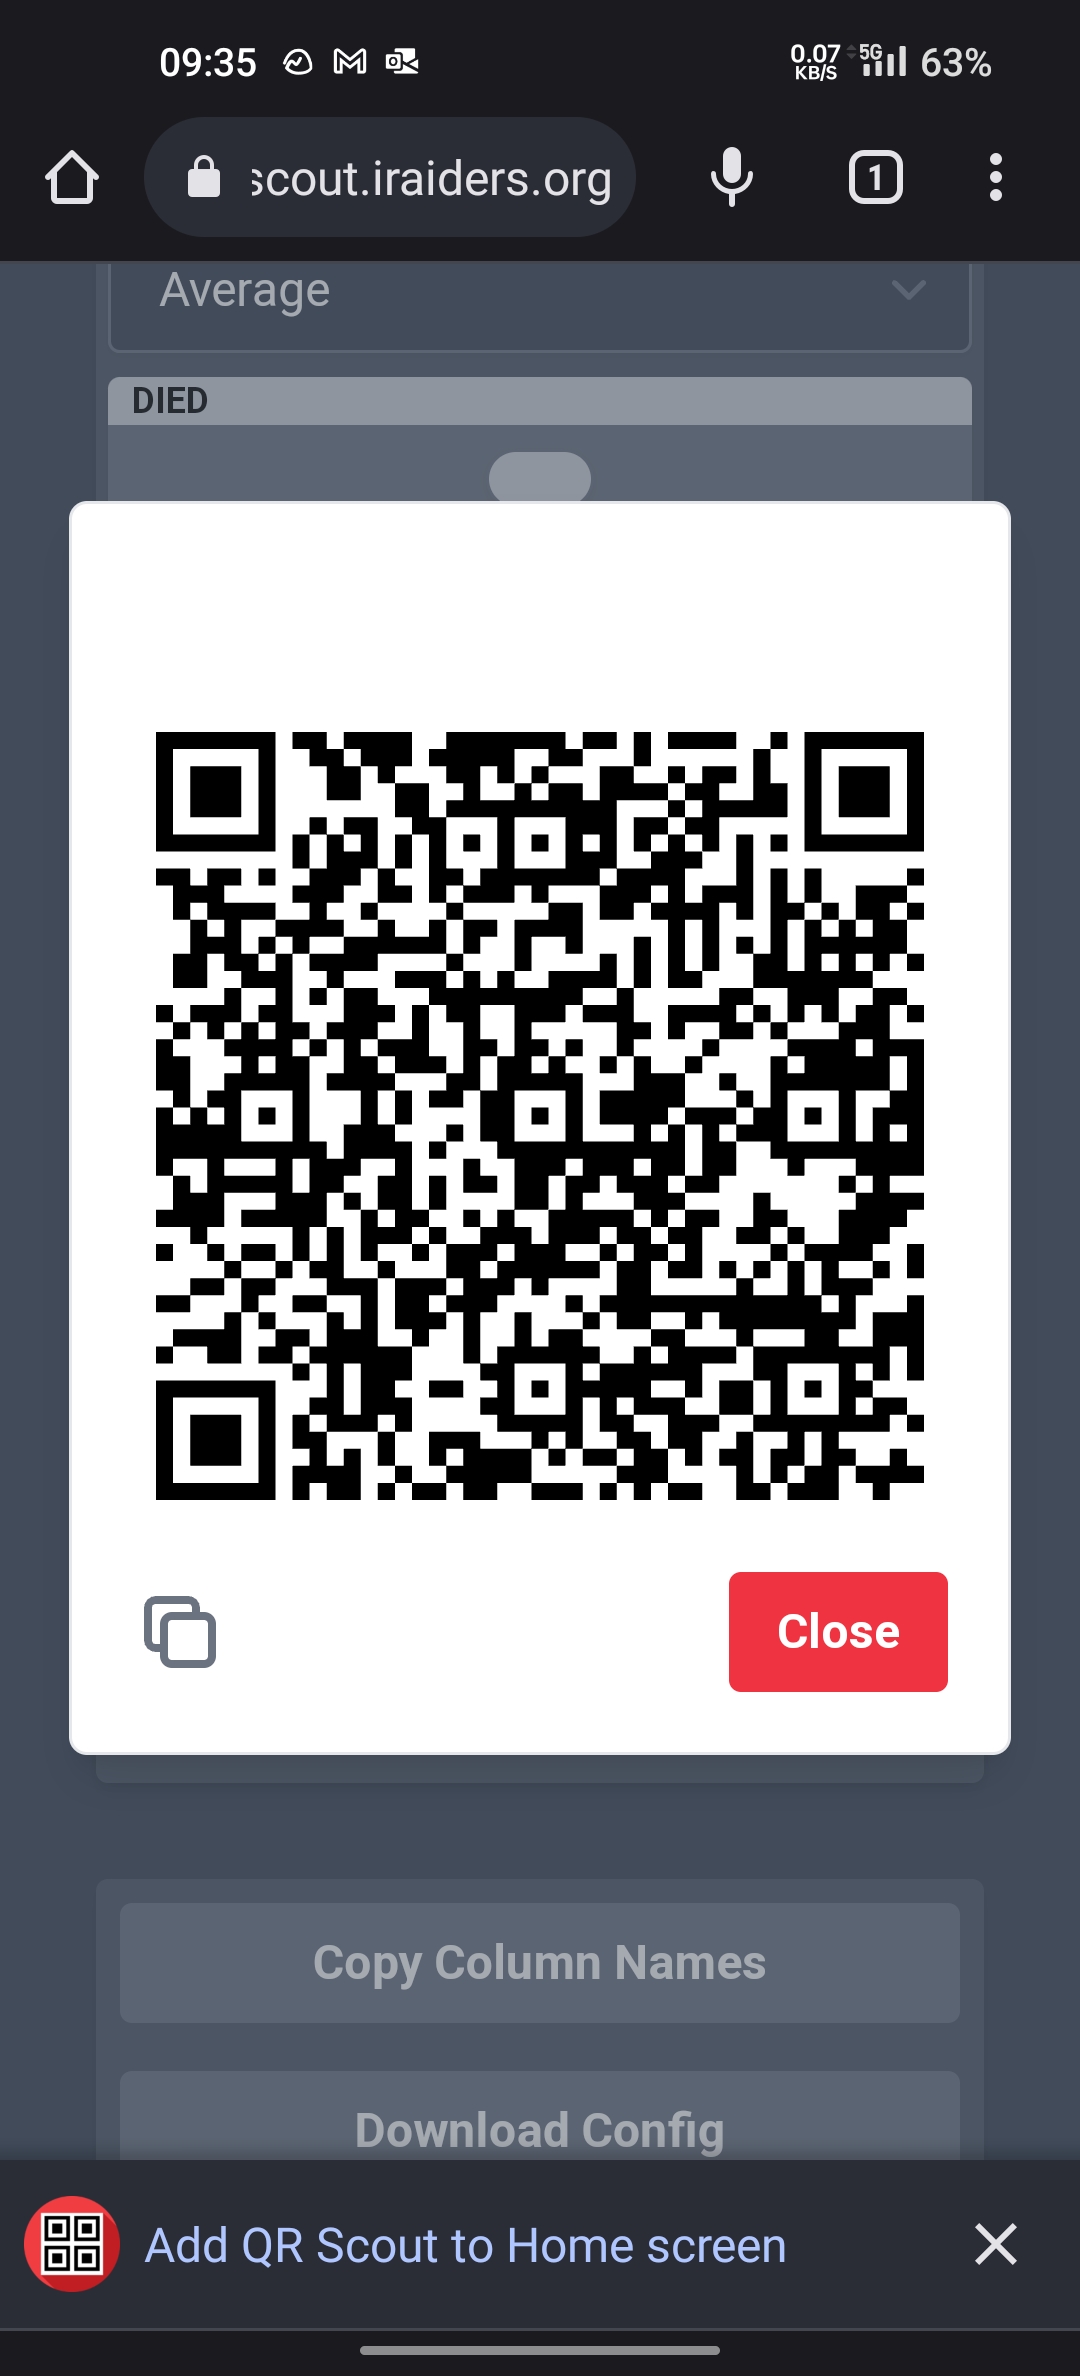 09:35
0.07 KB/S 5G 63%
scout.iraiders.org
1
Average
DIED
Close
Copy Column Names
Download Config
Add QR Scout to Home screen